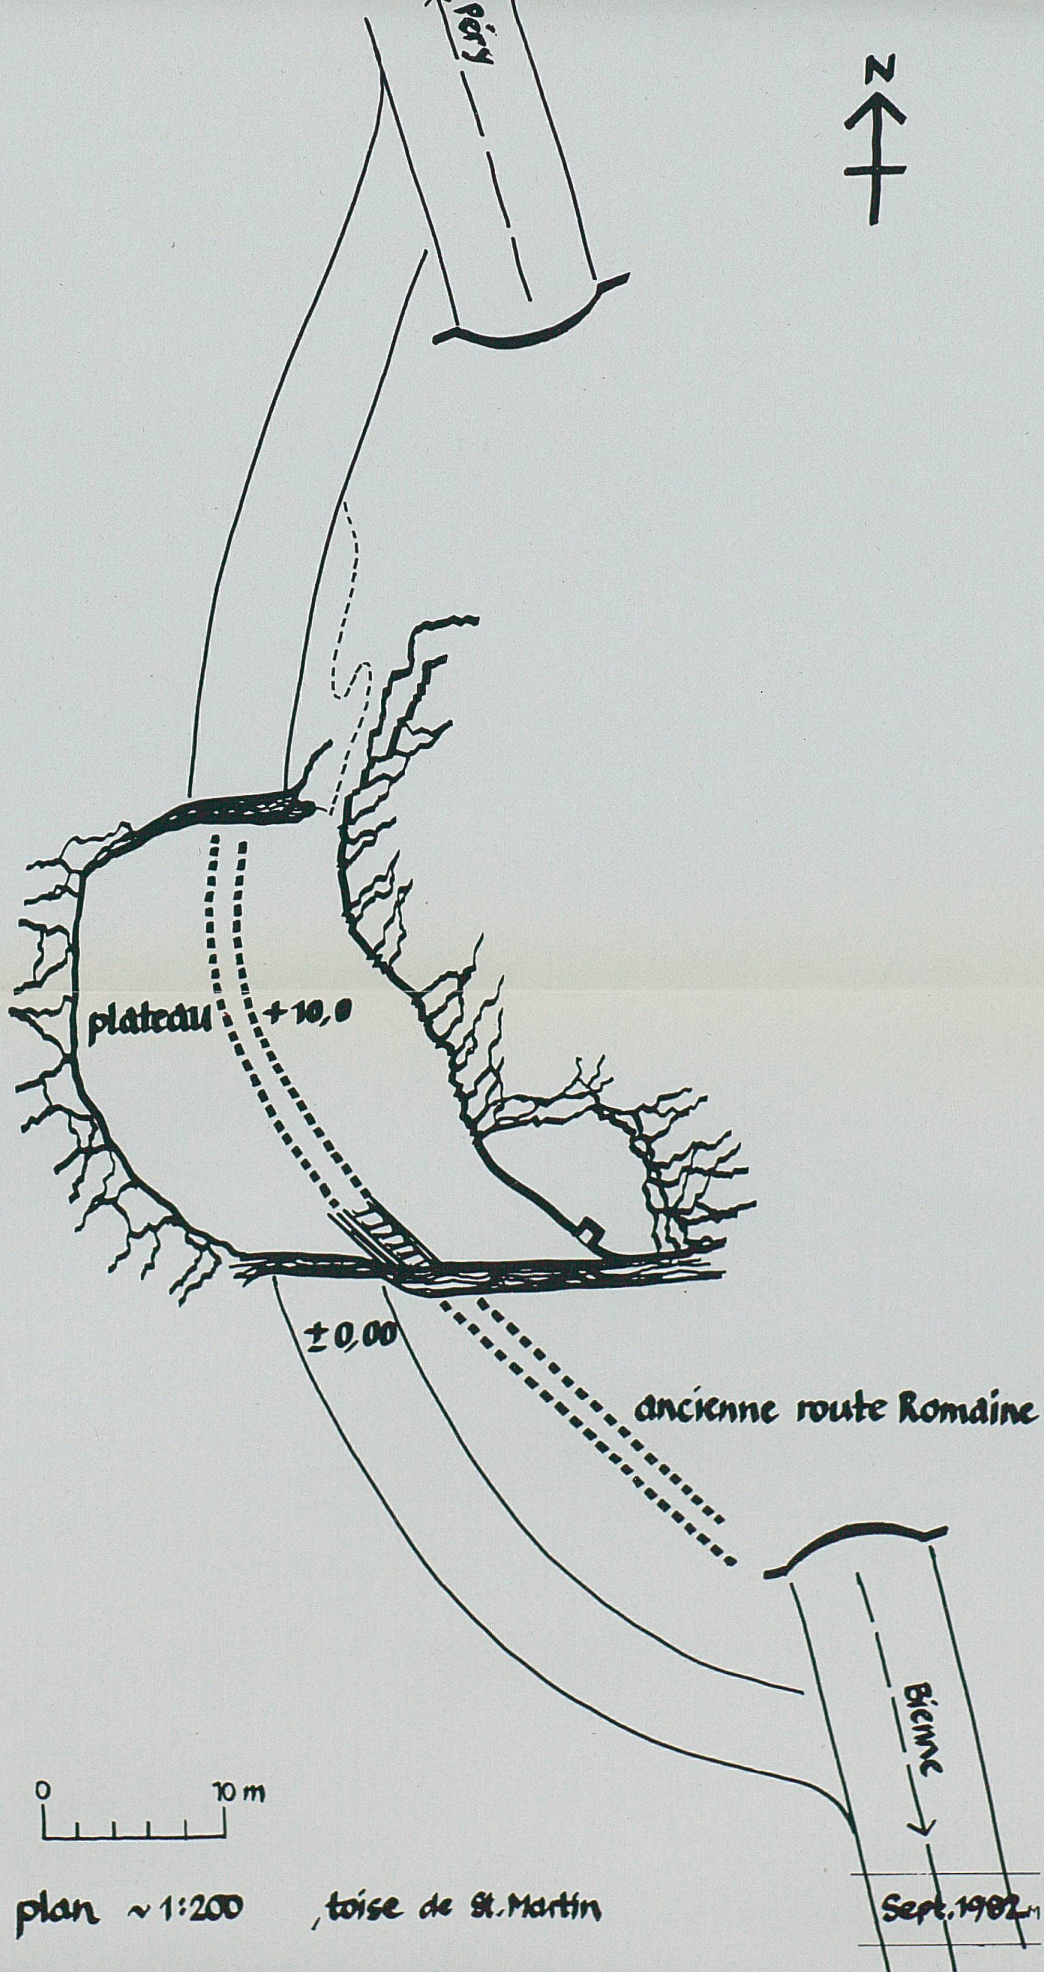 Péry
N
plateau +10,0
±0,00
ancienne route Romaine
Bienne
0 10 m
plan ~ 1:200 toise de St. Martin Sept. 1982 M